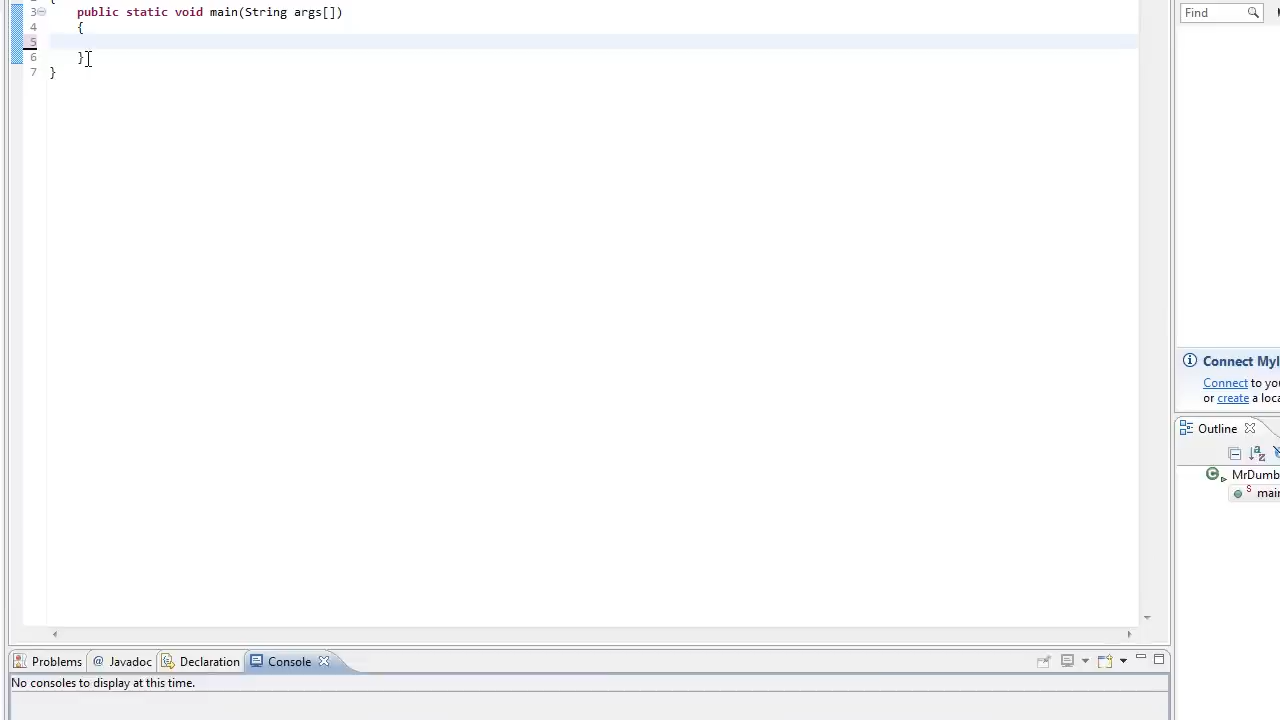 3 public static void main(String args[])
4 {
5
6 }
7 }
Find
Connect Myl
Connect to you
or create a loca
Outline
MrDumb
S main
Problems @ Javadoc Declaration Console
No consoles to display at this time.